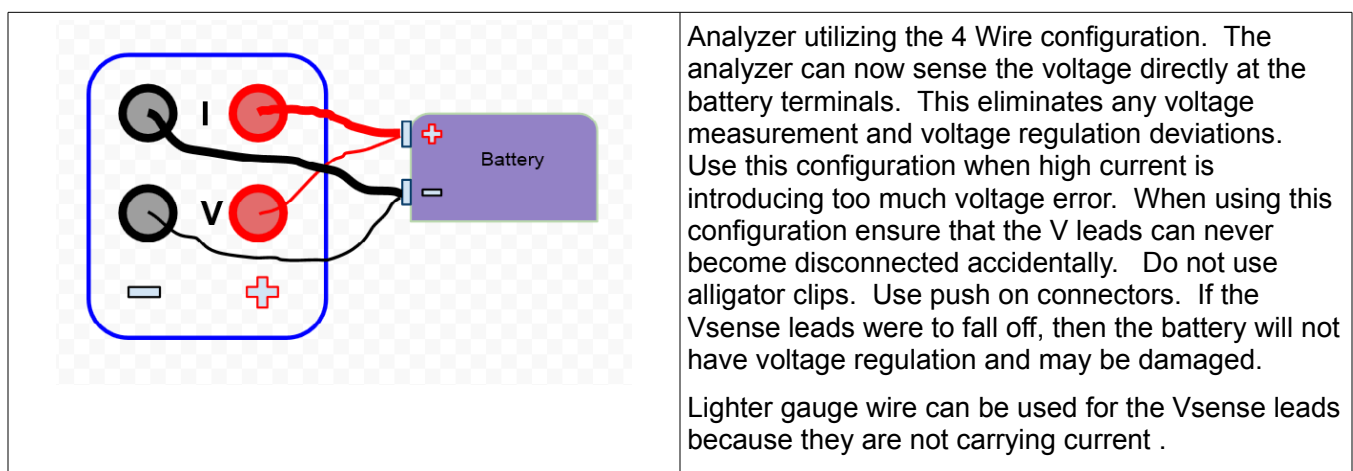 I
V
Battery
Analyzer utilizing the 4 Wire configuration.  The
analyzer can now sense the voltage directly at the
battery terminals.  This eliminates any voltage
measurement and voltage regulation deviations.
Use this configuration when high current is
introducing too much voltage error.  When using this
configuration ensure that the V leads can never
become disconnected accidentally.   Do not use
alligator clips.  Use push on connectors.  If the
Vsense leads were to fall off, then the battery will not
have voltage regulation and may be damaged.
Lighter gauge wire can be used for the Vsense leads
because they are not carrying current .